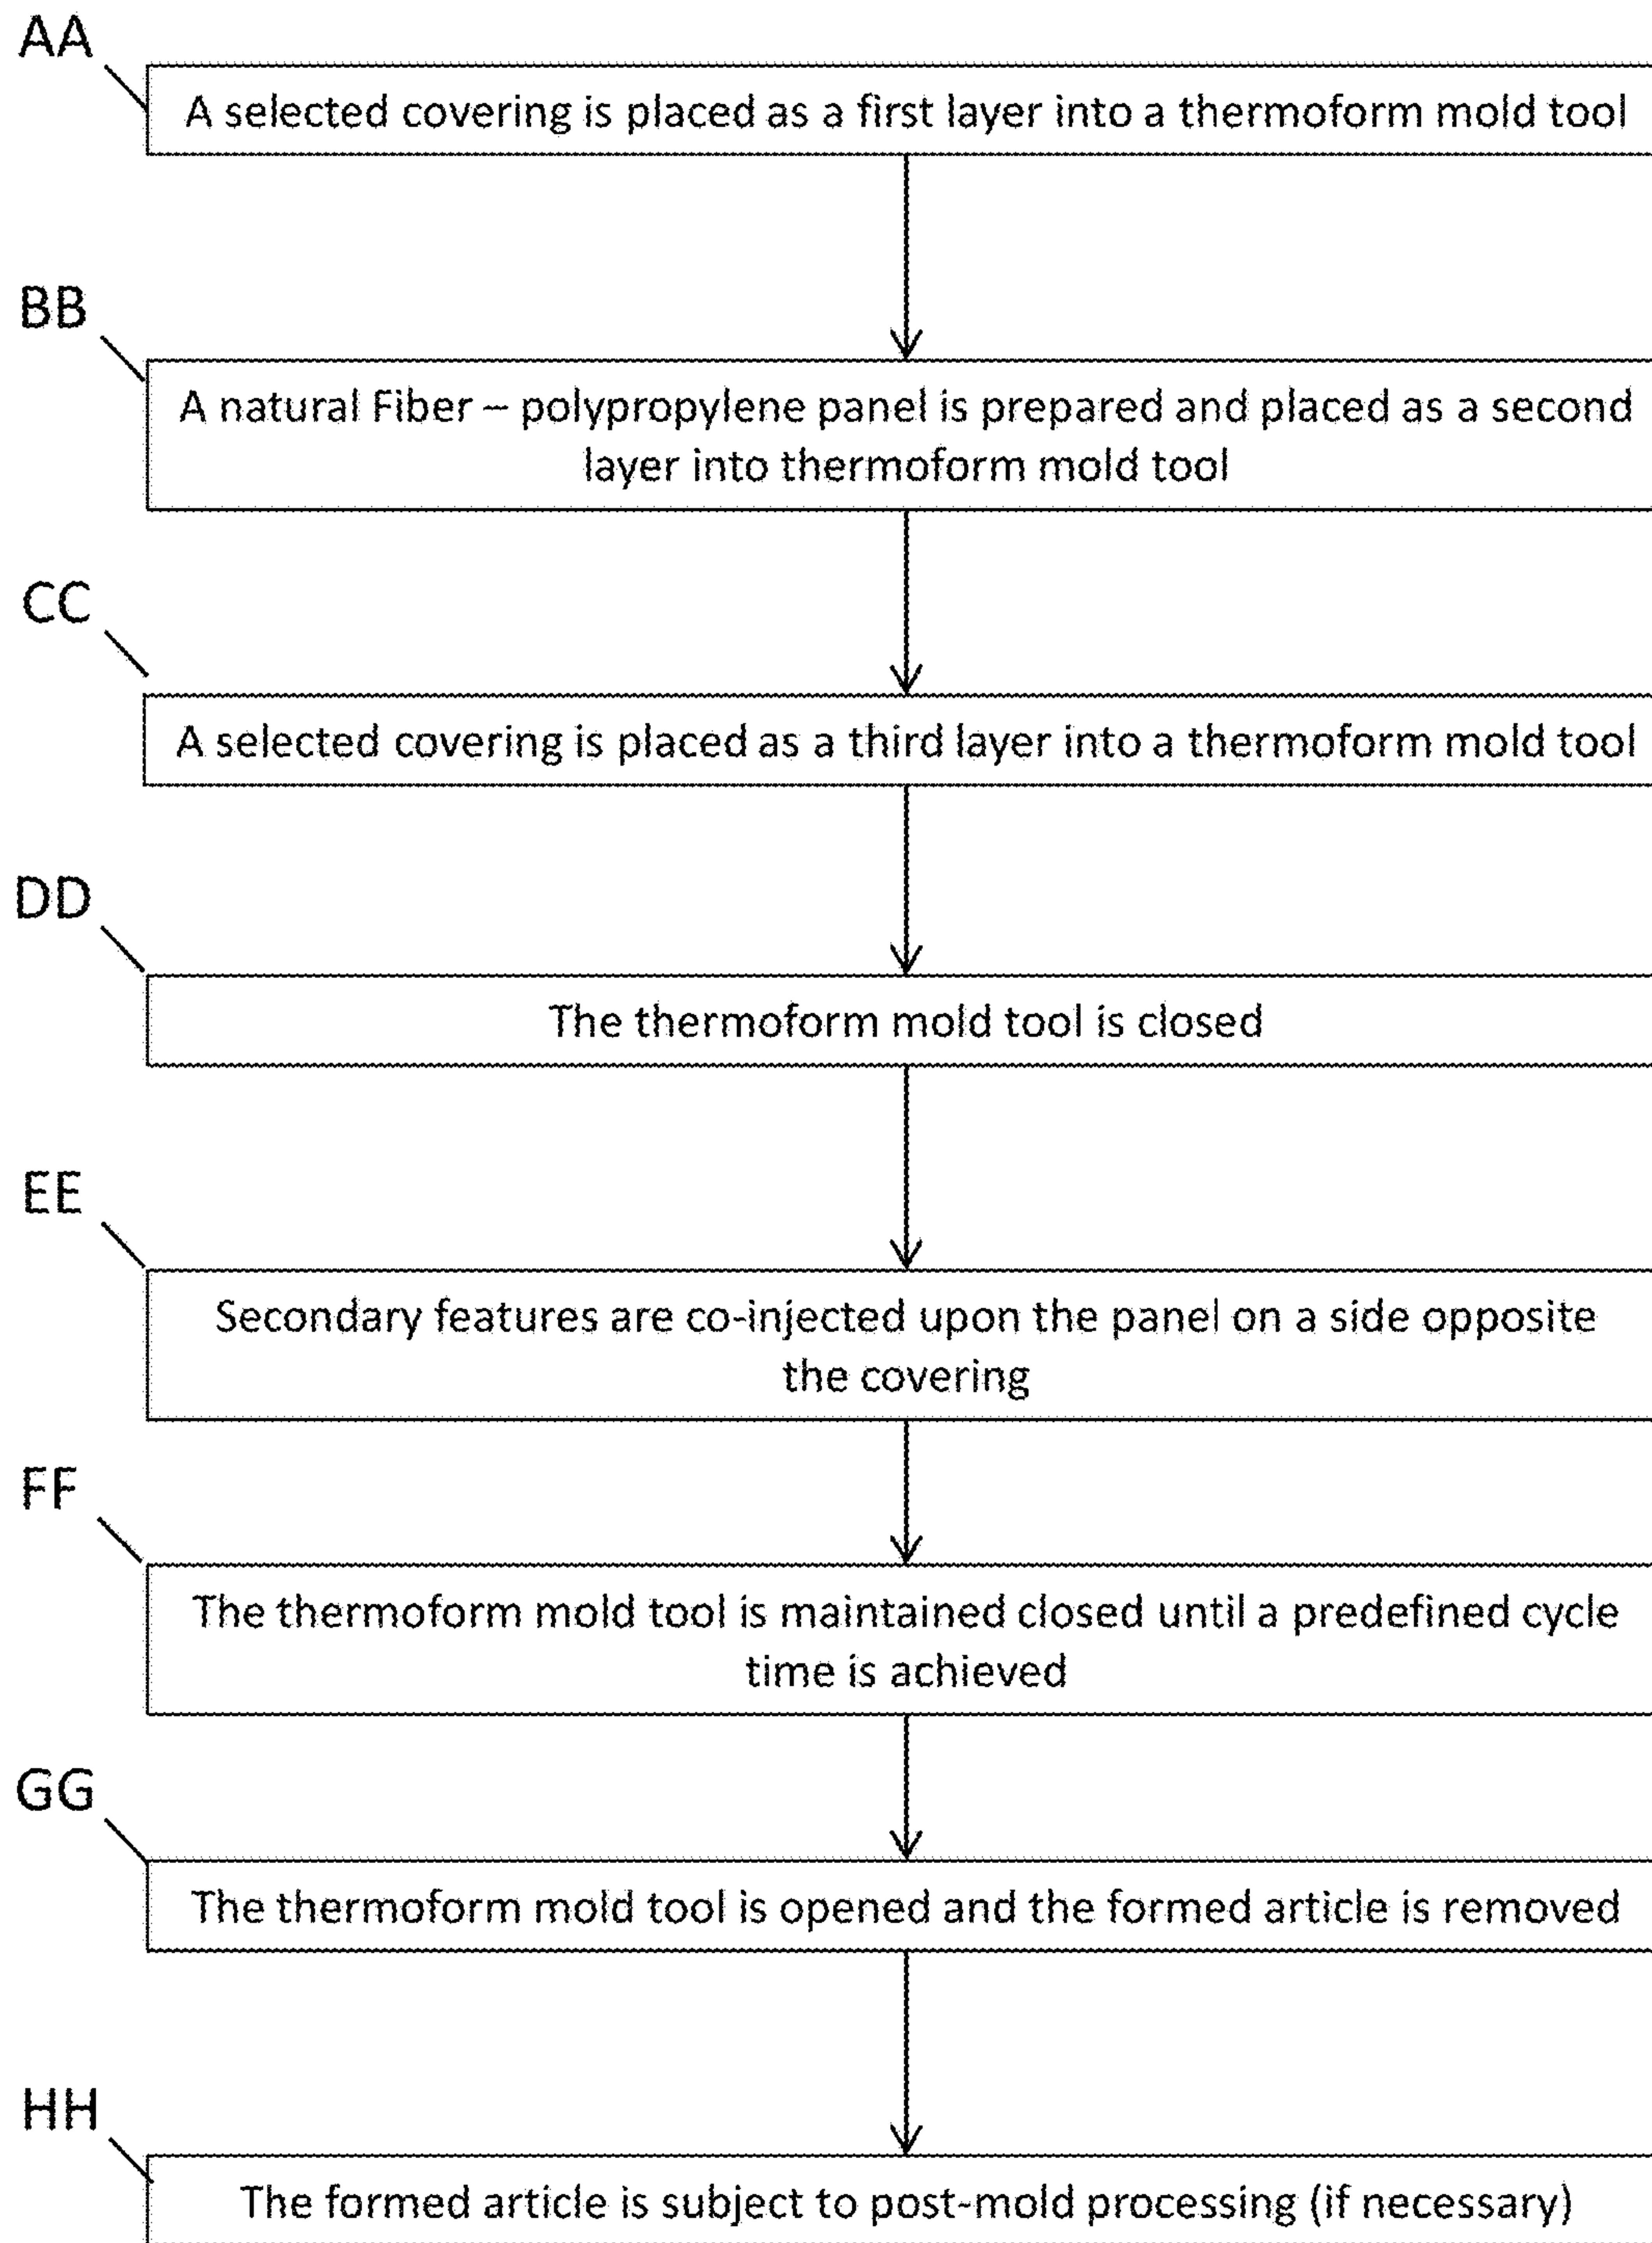 AA
A selected covering is placed as a first layer into a thermoform mold tool
BB
A natural Fiber – polypropylene panel is prepared and placed as a second
layer into thermoform mold tool
CC
A selected covering is placed as a third layer into a thermoform mold tool
DD
The thermoform mold tool is closed
EE
Secondary features are co-injected upon the panel on a side opposite
the covering
FF
The thermoform mold tool is maintained closed until a predefined cycle
time is achieved
GG
The thermoform mold tool is opened and the formed article is removed
HH
The formed article is subject to post-mold processing (if necessary)